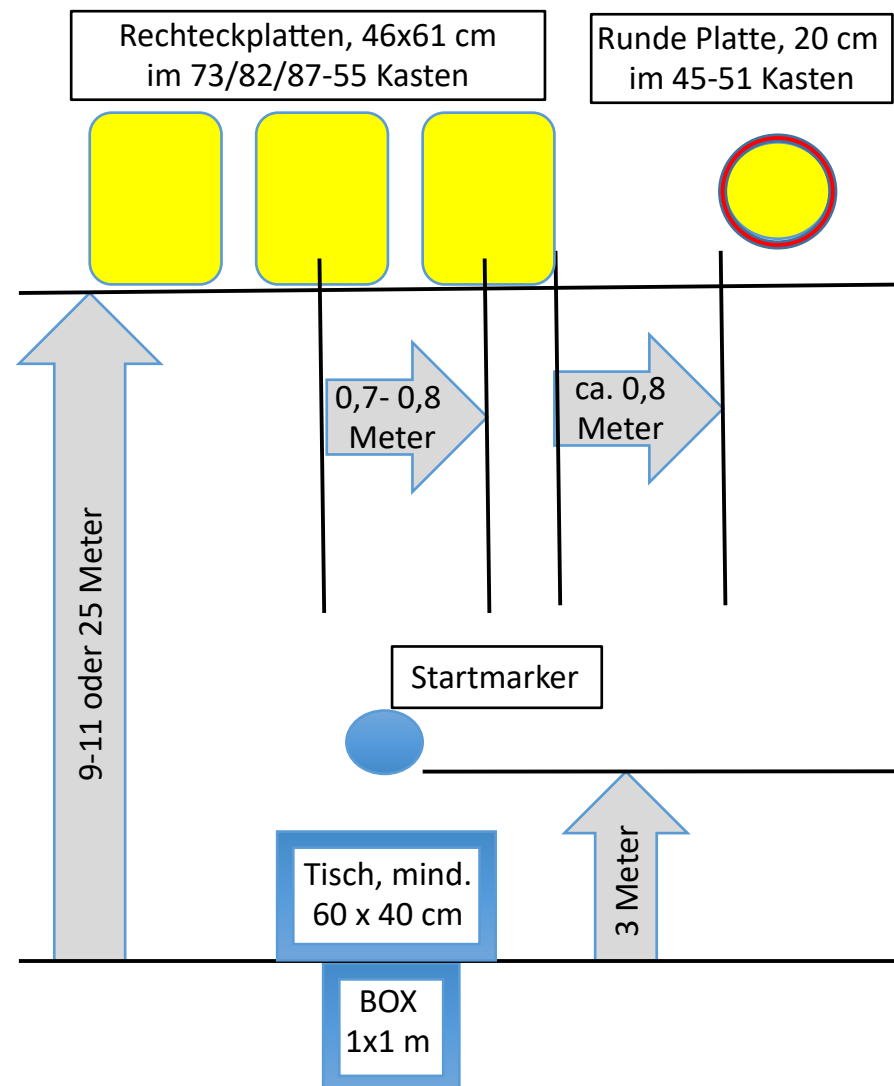 Rechteckplatten, 46x61 cm
im 73/82/87-55 Kasten
Runde Platte, 20 cm
im 45-51 Kasten
0,7- 0,8
Meter
ca. 0,8
Meter
9-11 oder 25 Meter
Startmarker
3 Meter
Tisch, mind.
60 x 40 cm
BOX
1x1 m